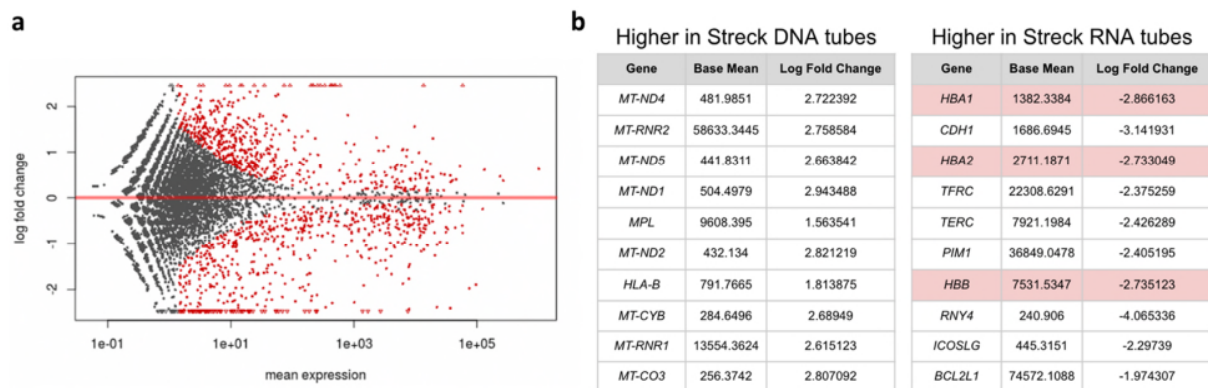 a
b
log fold change
2
1
0
-1
-2
1e-01
1e+01
1e+03
1e+05
mean expression
Higher in Streck DNA tubes
Gene Base Mean Log Fold Change
MT-ND4 481.9851 2.722392
MT-RNR2 58633.3445 2.758584
MT-ND5 441.8311 2.663842
MT-ND1 504.4979 2.943488
MPL 9608.395 1.563541
MT-ND2 432.134 2.821219
HLA-B 791.7665 1.813875
MT-CYB 284.6496 2.68949
MT-RNR1 13554.3624 2.615123
MT-CO3 256.3742 2.807092
Higher in Streck RNA tubes
Gene Base Mean Log Fold Change
HBA1 1382.3384 -2.866163
CDH1 1686.6945 -3.141931
HBA2 2711.1871 -2.733049
TFRC 22308.6291 -2.375259
TERC 7921.1984 -2.426289
PIM1 36849.0478 -2.405195
HBB 7531.5347 -2.735123
RNY4 240.906 -4.065336
ICOSLG 445.3151 -2.29739
BCL2L1 74572.1088 -1.974307